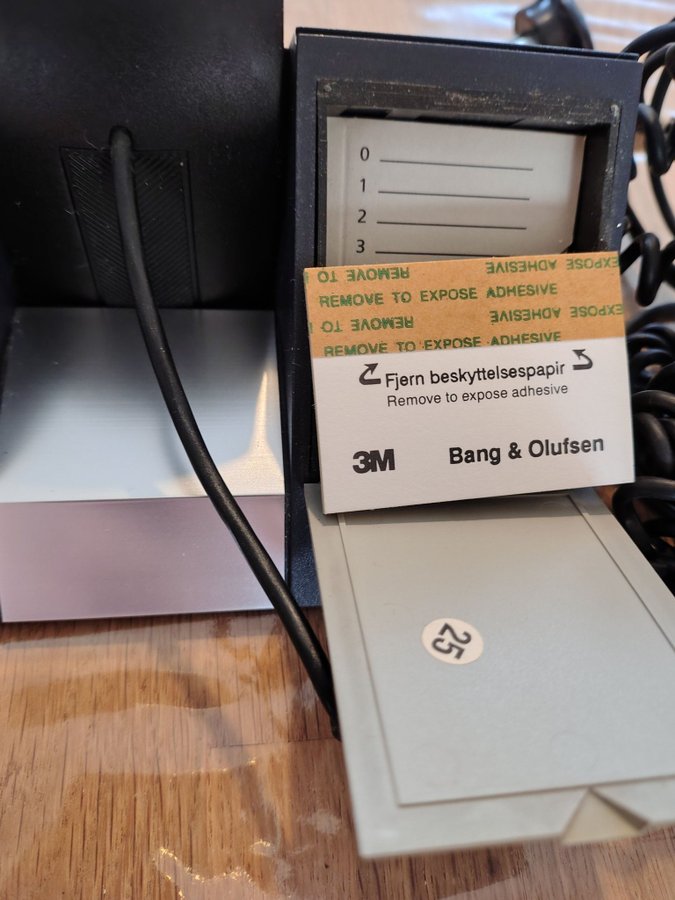 0
1
2
3
REMOVE TO EXPOSE ADHESIVE
REMOVE TO EXPOSE ADHESIVE
REMOVE TO EXPOSE ADHESIVE
REMOVE TO EXPOSE ADHESIVE
Fjern beskyttelsespapir
Remove to expose adhesive
3M Bang & Olufsen
25